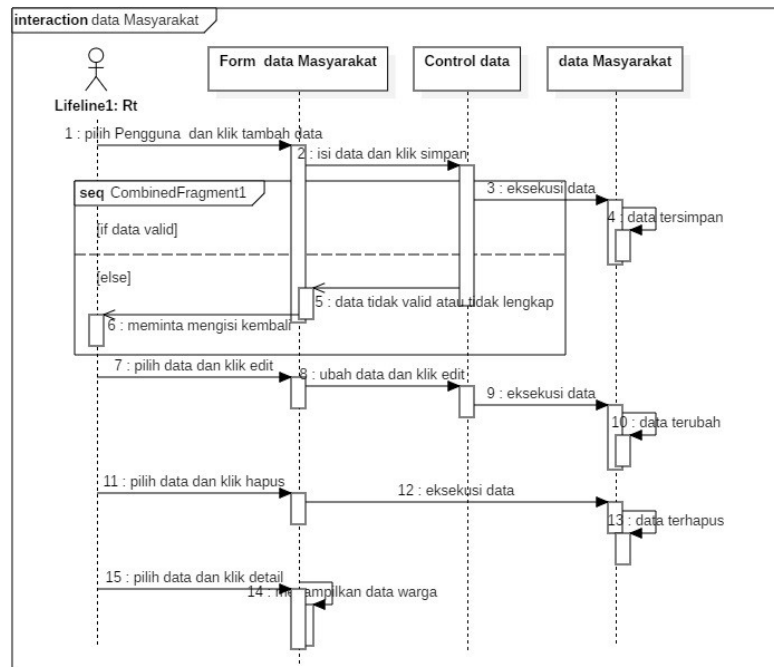 interaction data Masyarakat
Form data Masyarakat
Control data
data Masyarakat
Lifeline1: Rt
1 : pilih Pengguna dan klik tambah data
2 : isi data dan klik simpan
seq CombinedFragment1
3 : eksekusi data
4 : data tersimpan
[if data valid]
[else]
5 : data tidak valid atau tidak lengkap
6 : meminta mengisi kembali
7 : pilih data dan klik edit
8 : ubah data dan klik edit
9 : eksekusi data
10 : data terubah
11 : pilih data dan klik hapus
12 : eksekusi data
13 : data terhapus
15 : pilih data dan klik detail
14 : menampilkan data warga